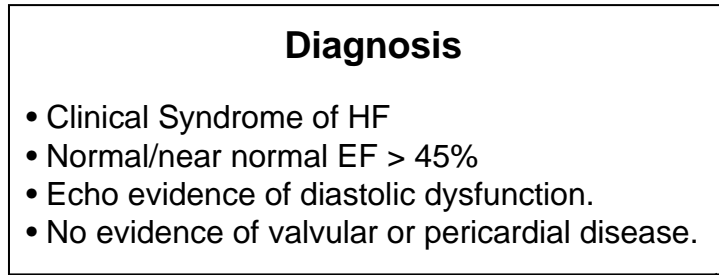 Diagnosis
• Clinical Syndrome of HF
• Normal/near normal EF > 45%
• Echo evidence of diastolic dysfunction.
• No evidence of valvular or pericardial disease.